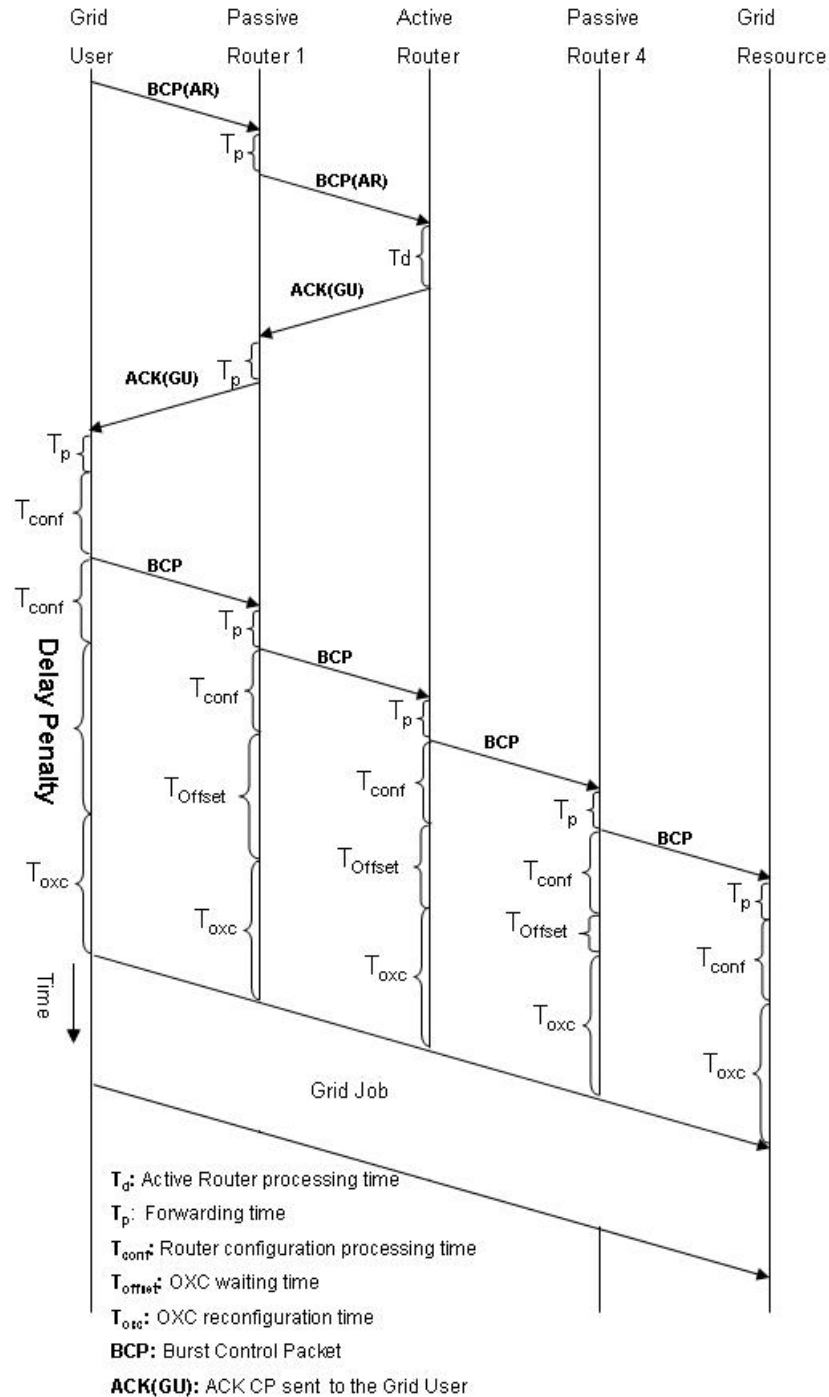 Grid Passive Active Passive Grid
User Router 1 Router Router 4 Resource
BCP(AR)
Tp
BCP(AR)
Td
ACK(GU)
Tp
ACK(GU)
Tp
Tconf
BCP
Tconf
Tp
BCP
Delay Penalty
Tconf
Tp
BCP
TOffset
Tconf
Tp
BCP
TOffset
Tconf
Toxc
Tp
Toxc
TOffset
Tconf
Toxc
Time
Toxc
Toxc
Grid Job
Td: Active Router processing time
Tp: Forwarding time
Tconf: Router configuration processing time
Toffset: OXC waiting time
Toxc: OXC reconfiguration time
BCP: Burst Control Packet
ACK(GU): ACK CP sent to the Grid User